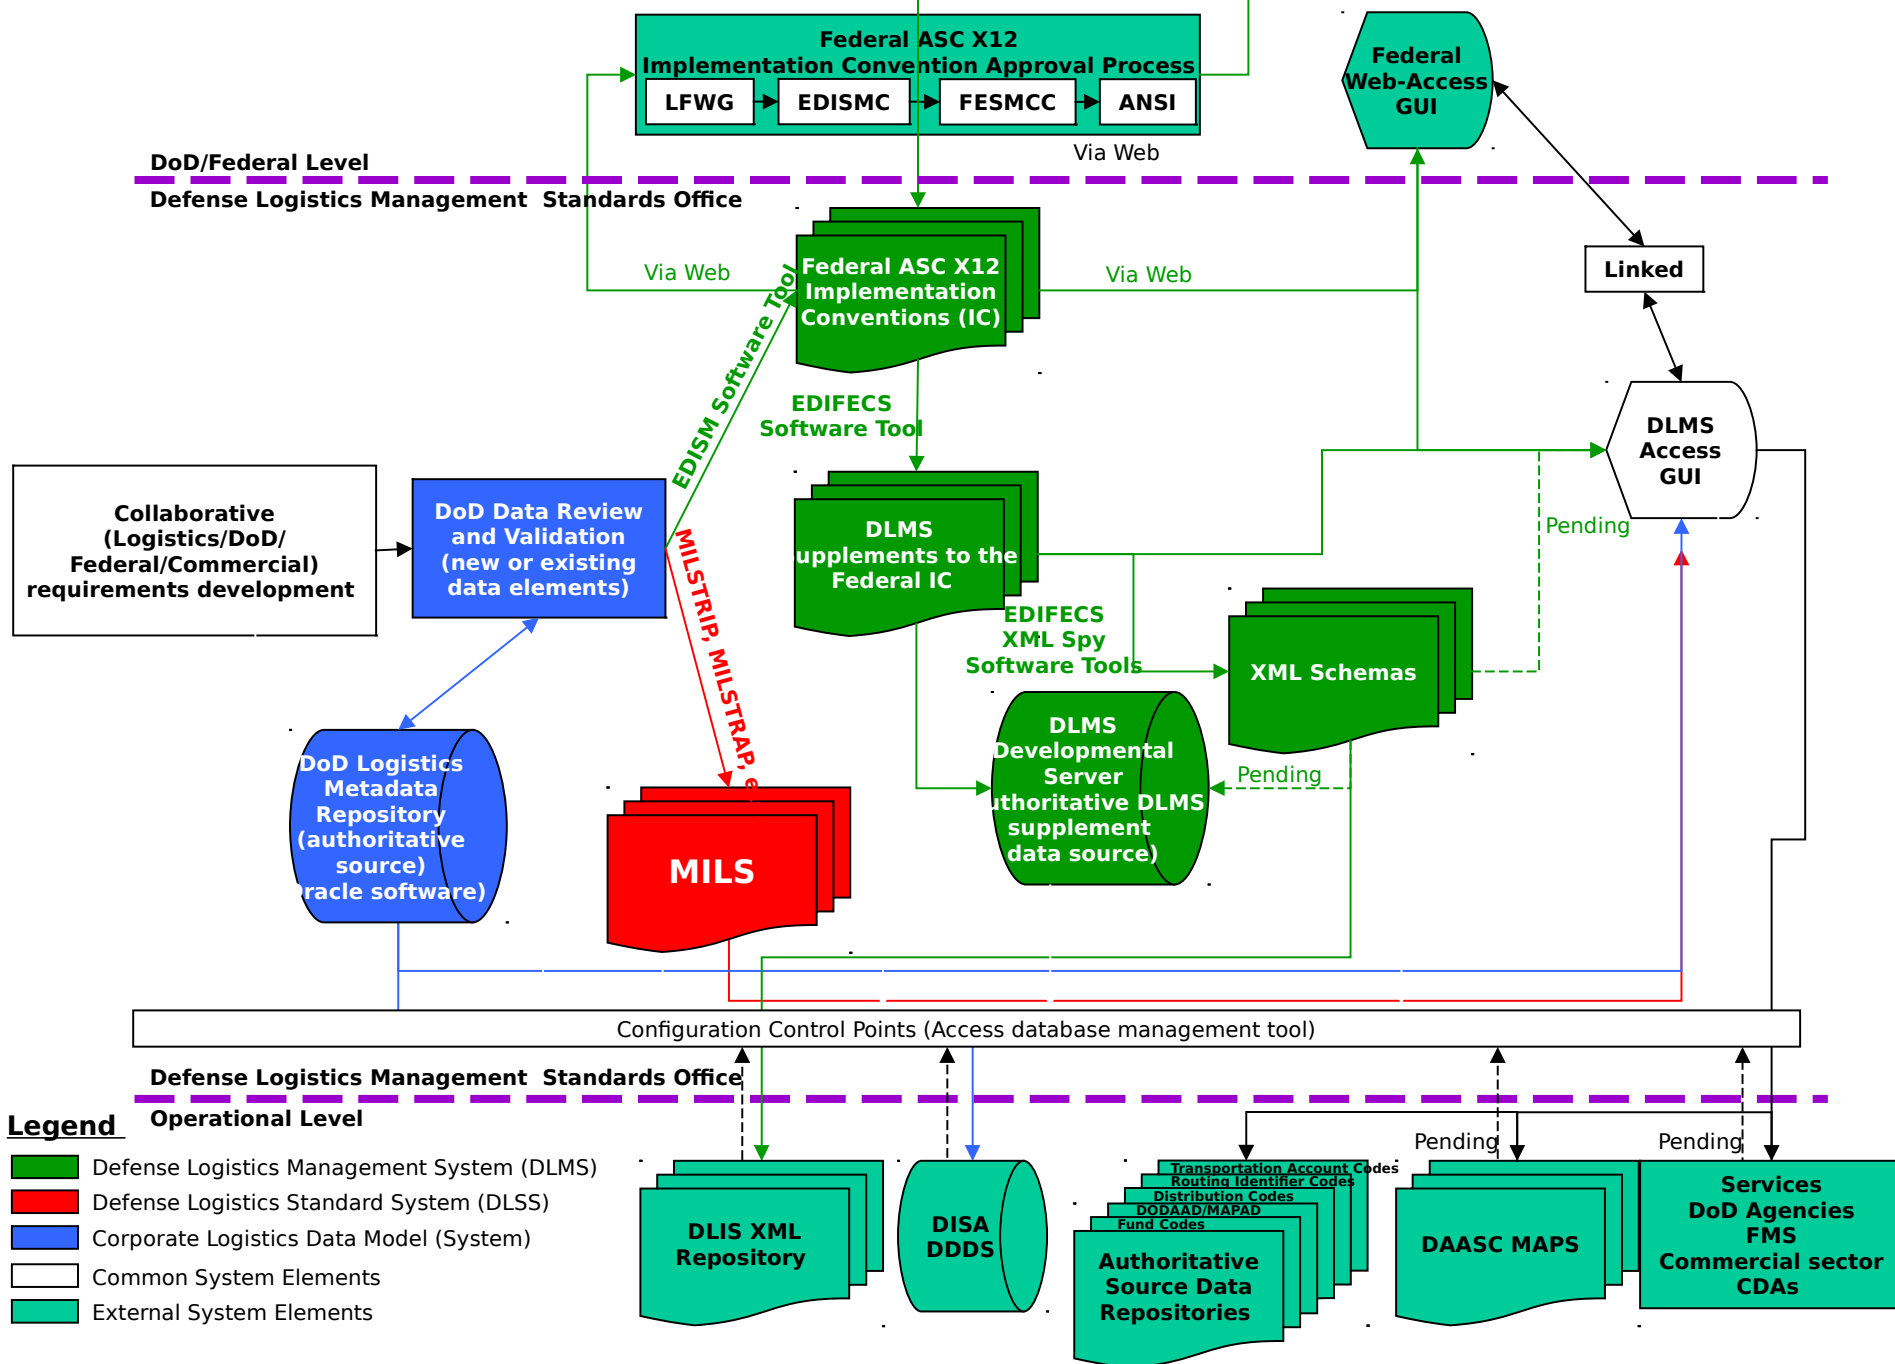 Federal ASC X12
Implementation Convention Approval Process
LFWG
EDISMC
FESMCC
ANSI
Federal
Web-Access
GUI
Via Web
DoD/Federal Level
Defense Logistics Management  Standards Office
Via Web
Federal ASC X12
Implementation
Conventions (IC)
Via Web
Linked
EDISM Software Tool
EDIFECS
Software Tool
DLMS
Access
GUI
Collaborative
(Logistics/DoD/
Federal/Commercial)
requirements development
DoD Data Review
and Validation
(new or existing
data elements)
MILSTRIP, MILSTRAP, e
DLMS
upplements to the
Federal IC
Pending
EDIFECS
XML Spy
Software Tools
XML Schemas
DoD Logistics
Metadata
Repository
(authoritative
source)
racle software)
DLMS
Developmental
Server
uthoritative DLMS
supplement
data source)
Pending
MILS
Configuration Control Points (Access database management tool)
Defense Logistics Management  Standards Office
Operational Level
Legend
Defense Logistics Management System (DLMS)
Defense Logistics Standard System (DLSS)
Corporate Logistics Data Model (System)
Common System Elements
External System Elements
DLIS XML
Repository
DISA
DDDS
Transportation Account Codes
Routing Identifier Codes
Distribution Codes
DODAAD/MAPAD
Fund Codes
Authoritative
Source Data
Repositories
Pending
DAASC MAPS
Pending
Services
DoD Agencies
FMS
Commercial sector
CDAs